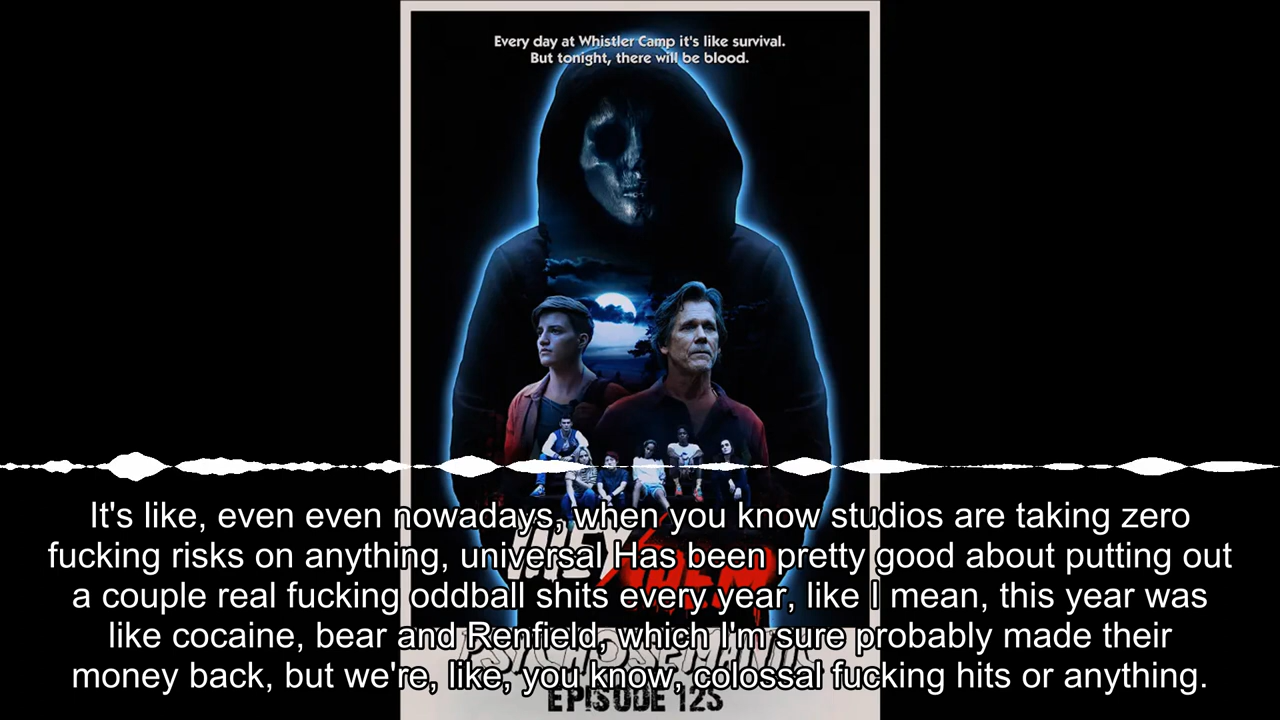 Every day at Whistler Camp it's like survival.
But tonight, there will be blood.
It's like, even even nowadays, when you know studios are taking zero
fucking risks on anything, universal Has been pretty good about putting out
a couple real fucking oddball shits every year, like I mean, this year was
like cocaine, bear and Renfield, which I'm sure probably made their
money back, but we're, like, you know, colossal fucking hits or anything.
THEY/THEM
EPISODE 125